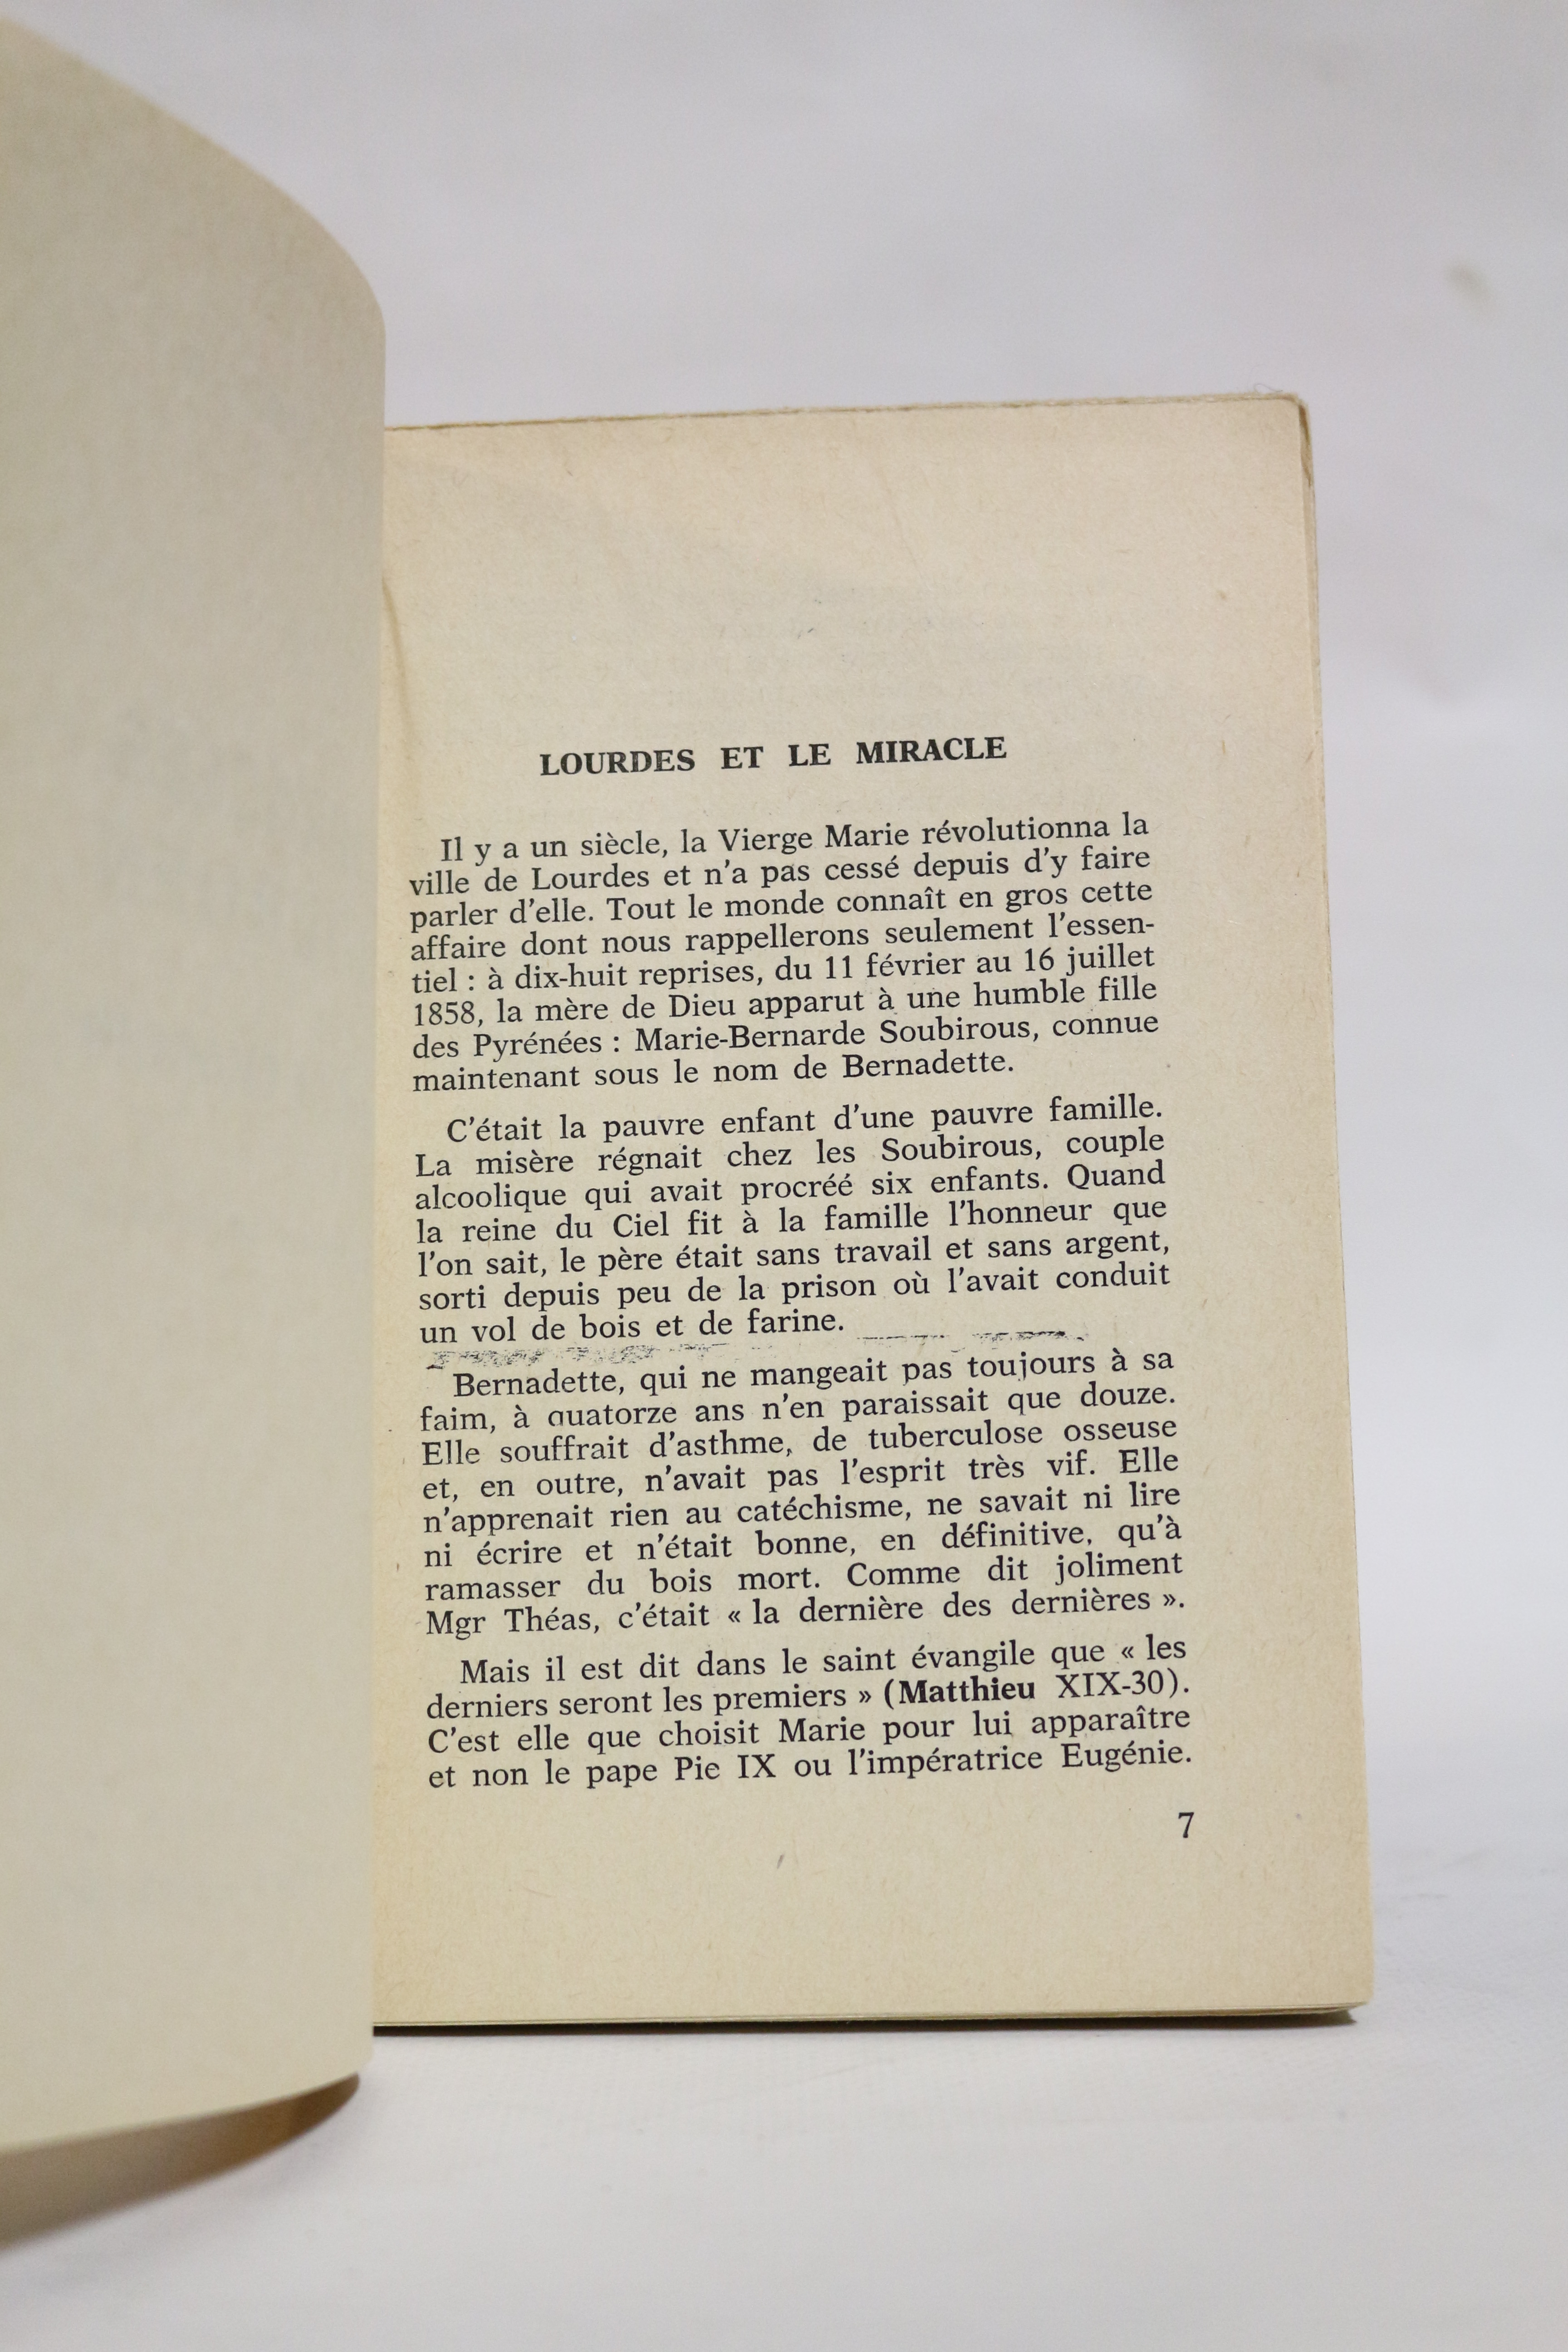 LOURDES ET LE MIRACLE
Il y a un siècle, la Vierge Marie révolutionna la
ville de Lourdes et n'a pas cessé depuis d'y faire
parler d'elle. Tout le monde connaît en gros cette
affaire dont nous rappellerons seulement l'essen-
tiel : à dix-huit reprises, du 11 février au 16 juillet
1858, la mère de Dieu apparut à une humble fille
des Pyrénées : Marie-Bernarde Soubirous, connue
maintenant sous le nom de Bernadette.
C'était la pauvre enfant d'une pauvre famille.
La misère régnait chez les Soubirous, couple
alcoolique qui avait procréé six enfants. Quand
la reine du Ciel fit à la famille l'honneur que
l'on sait, le père était sans travail et sans argent,
sorti depuis peu de la prison où l'avait conduit
un vol de bois et de farine.
Bernadette, qui ne mangeait pas toujours à sa
faim, à quatorze ans n'en paraissait que douze.
Elle souffrait d'asthme, de tuberculose osseuse
et, en outre, n'avait pas l'esprit très vif. Elle
n'apprenait rien au catéchisme, ne savait ni lire
ni écrire et n'était bonne, en définitive, qu'à
ramasser du bois mort. Comme dit joliment
Mgr Théas, c'était « la dernière des dernières ».
Mais il est dit dans le saint évangile que « les
derniers seront les premiers » (Matthieu XIX-30).
C'est elle que choisit Marie pour lui apparaître
et non le pape Pie IX ou l'impératrice Eugénie.
7